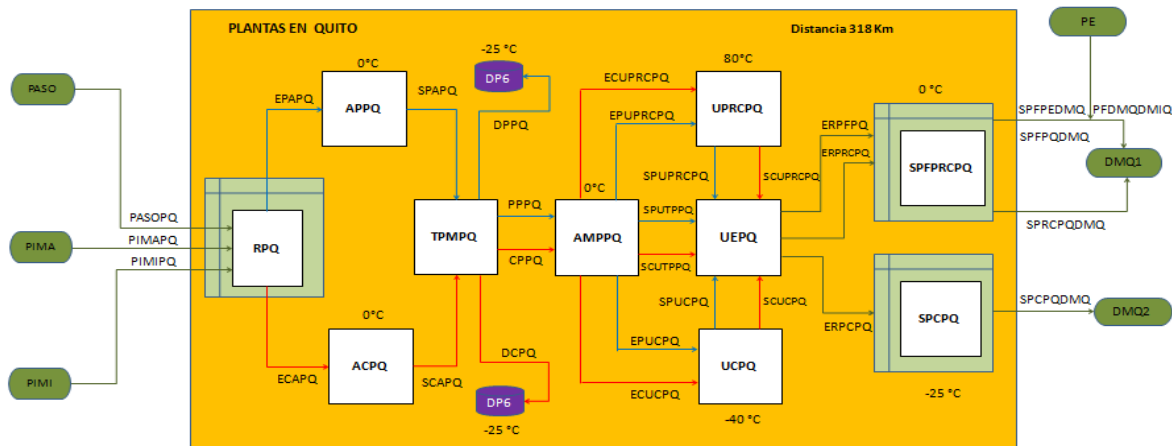 PLANTAS EN QUITO
Distancia 318 Km
PE
-25 °C
0°C
80°C
0 °C
PASO
DP6
ECUPRCPQ
EPAPQ
APPQ
SPAPQ
UPRCPQ
SPFPEDMQ
PFDMQDMIQ
DPPQ
EPUPRCPQ
ERPFPQ
SPFPQDMQ
ERPRCPQ
SPFPRCPQ
DMQ1
SPUPRCPQ
SCUPRCPQ
0°C
PASOPQ
PPPQ
SPUTPPQ
SPRCPQDMQ
PIMA
PIMAPQ
RPQ
TPMPQ
AMPPQ
UEPQ
CPPQ
PIMIPQ
SCUTPPQ
SPUCPQ
SCUCPQ
SPCPQDMQ
0°C
ERPCPQ
SPCPQ
DMQ2
EPUCPQ
DCPQ
ECAPQ
ACPQ
SCAPQ
UCPQ
PIMI
ECUCPQ
DP6
-25 °C
-40 °C
-25 °C